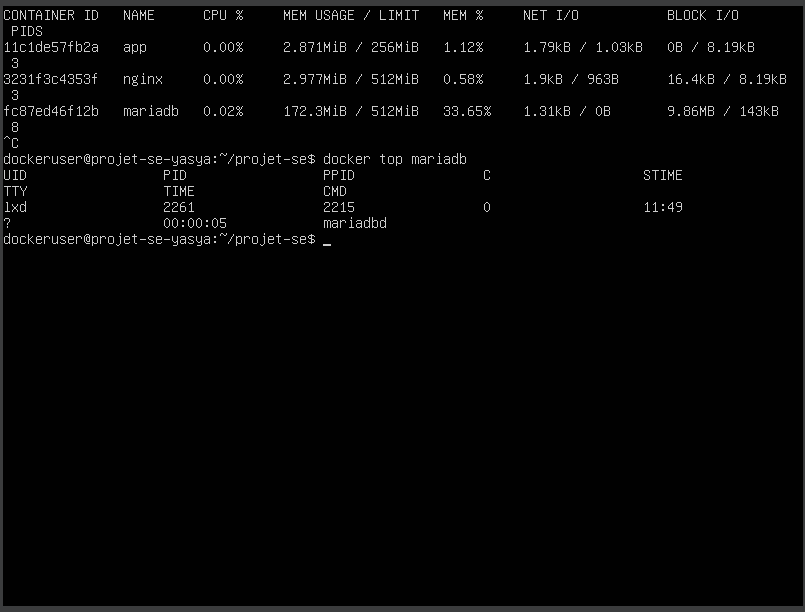 CONTAINER ID   NAME      CPU %     MEM USAGE / LIMIT   MEM %     NET I/O           BLOCK I/O
 PIDS
11c1de57fb2a   app       0.00%     2.871MiB / 256MiB   1.12%     1.79kB / 1.03kB   0B / 8.19kB
 3
3231f3c4353f   nginx     0.00%     2.977MiB / 512MiB   0.58%     1.9kB / 963B      16.4kB / 8.19kB
 3
fc87ed46f12b   mariadb   0.02%     172.3MiB / 512MiB   33.65%    1.31kB / 0B       9.86MB / 143kB
 8
^C
dockeruser@projet-se-yasya:~/projet-se$ docker top mariadb
UID                 PID                 PPID                C                   STIME
TTY                 TIME                CMD
lxd                 2261                2215                0                   11:49
?                   00:00:05            mariadbd
dockeruser@projet-se-yasya:~/projet-se$ _